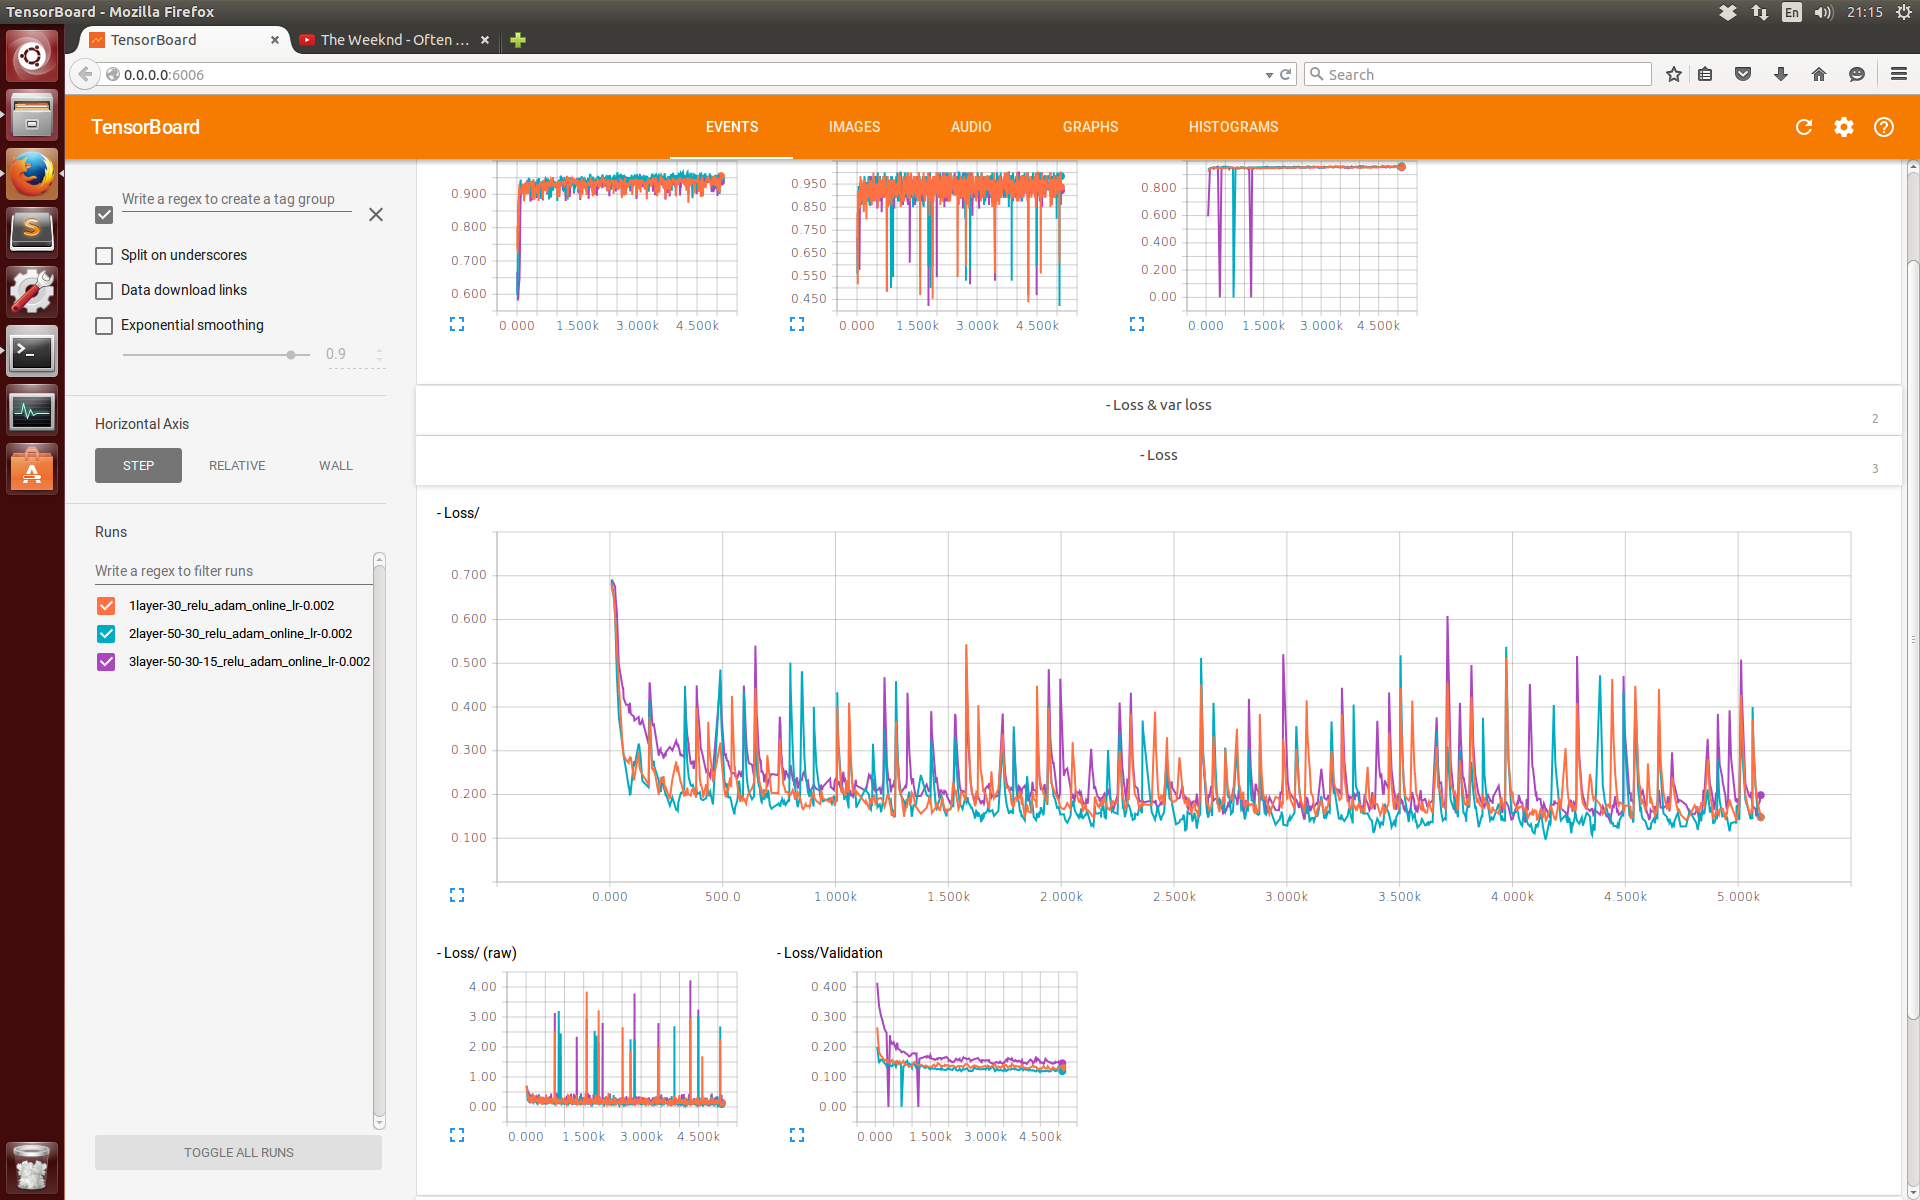 TensorBoard - Mozilla Firefox
En
21:15
TensorBoard
The Weeknd - Often ...
0.0.0.0:6006
Search
TensorBoard
EVENTS
IMAGES
AUDIO
GRAPHS
HISTOGRAMS
Write a regex to create a tag group
Split on underscores
Data download links
Exponential smoothing
0.9
Horizontal Axis
STEP
RELATIVE
WALL
Runs
Write a regex to filter runs
1layer-30_relu_adam_online_lr-0.002
2layer-50-30_relu_adam_online_lr-0.002
3layer-50-30-15_relu_adam_online_lr-0.002
TOGGLE ALL RUNS
0.900
0.800
0.700
0.600
0.000 1.500k 3.000k 4.500k
0.950
0.850
0.750
0.650
0.550
0.450
0.000 1.500k 3.000k 4.500k
0.800
0.600
0.400
0.200
0.00
0.000 1.500k 3.000k 4.500k
- Loss & var loss
2
- Loss
3
- Loss/
0.700
0.600
0.500
0.400
0.300
0.200
0.100
0.000 500.0 1.000k 1.500k 2.000k 2.500k 3.000k 3.500k 4.000k 4.500k 5.000k
- Loss/ (raw)
4.00
3.00
2.00
1.00
0.00
0.000 1.500k 3.000k 4.500k
- Loss/Validation
0.400
0.300
0.200
0.100
0.00
0.000 1.500k 3.000k 4.500k